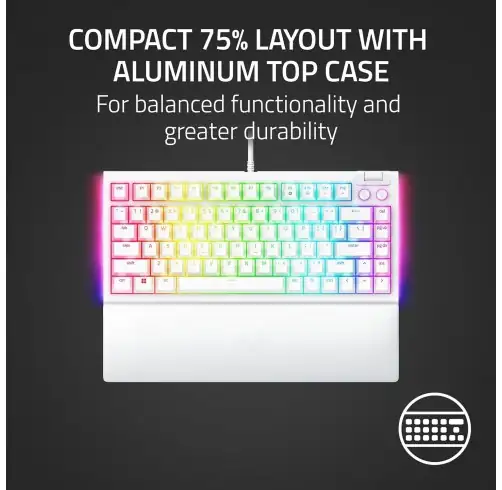 COMPACT 75% LAYOUT WITH
ALUMINUM TOP CASE
For balanced functionality and
greater durability